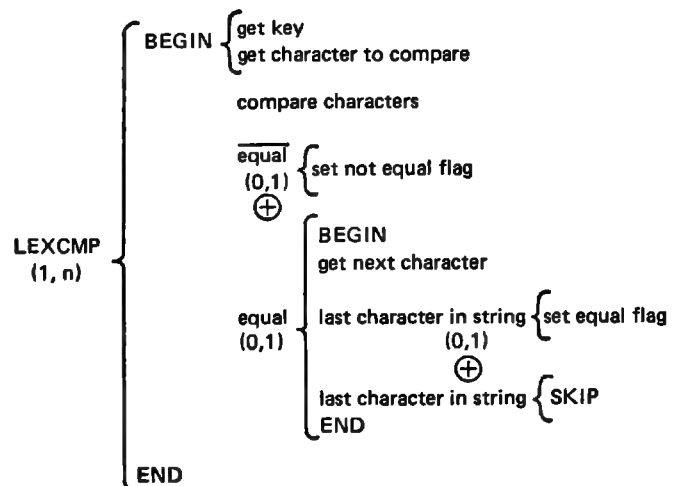 BEGIN
get key
get character to compare
compare characters
equal
(0,1)
set not equal flag
⊕
LEXCMP
(1, n)
equal
(0,1)
BEGIN
get next character
last character in string
(0,1)
set equal flag
⊕
last character in string
SKIP
END
END